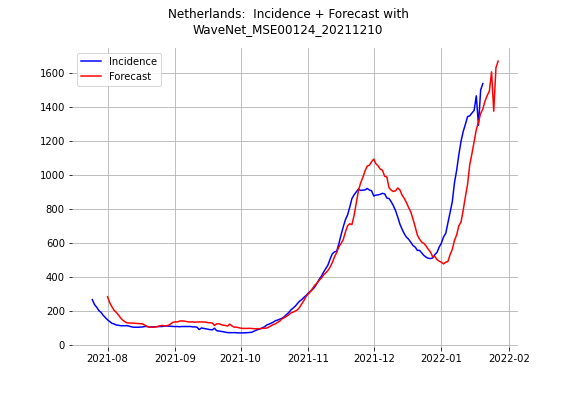 Netherlands:  Incidence + Forecast with
WaveNet_MSE00124_20211210
Incidence
Forecast
1600
1400
1200
1000
800
600
400
200
0
2021-08 2021-09 2021-10 2021-11 2021-12 2022-01 2022-02